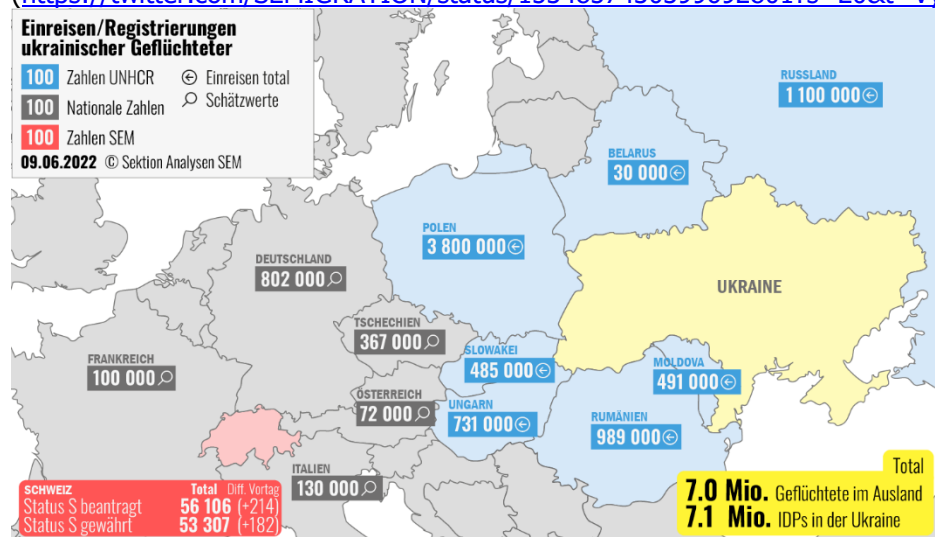 Einreisen/Registrierungen
ukrainischer Geflüchteter
100 Zahlen UNHCR Einreisen total
100 Nationale Zahlen Schätzwerte
100 Zahlen SEM
09.06.2022 © Sektion Analysen SEM
RUSSLAND
1 100 000
BELARUS
30 000
POLEN
3 800 000
DEUTSCHLAND
802 000
UKRAINE
TSCHECHIEN
367 000
SLOWAKEI
485 000
MOLDOVA
491 000
FRANKREICH
100 000
ÖSTERREICH
72 000
UNGARN
731 000
RUMÄNIEN
989 000
ITALIEN
130 000
SCHWEIZ Total Diff. Vortag
Status S beantragt 56 106 (+214)
Status S gewährt 53 307 (+182)
Total
7.0 Mio. Geflüchtete im Ausland
7.1 Mio. IDPs in der Ukraine